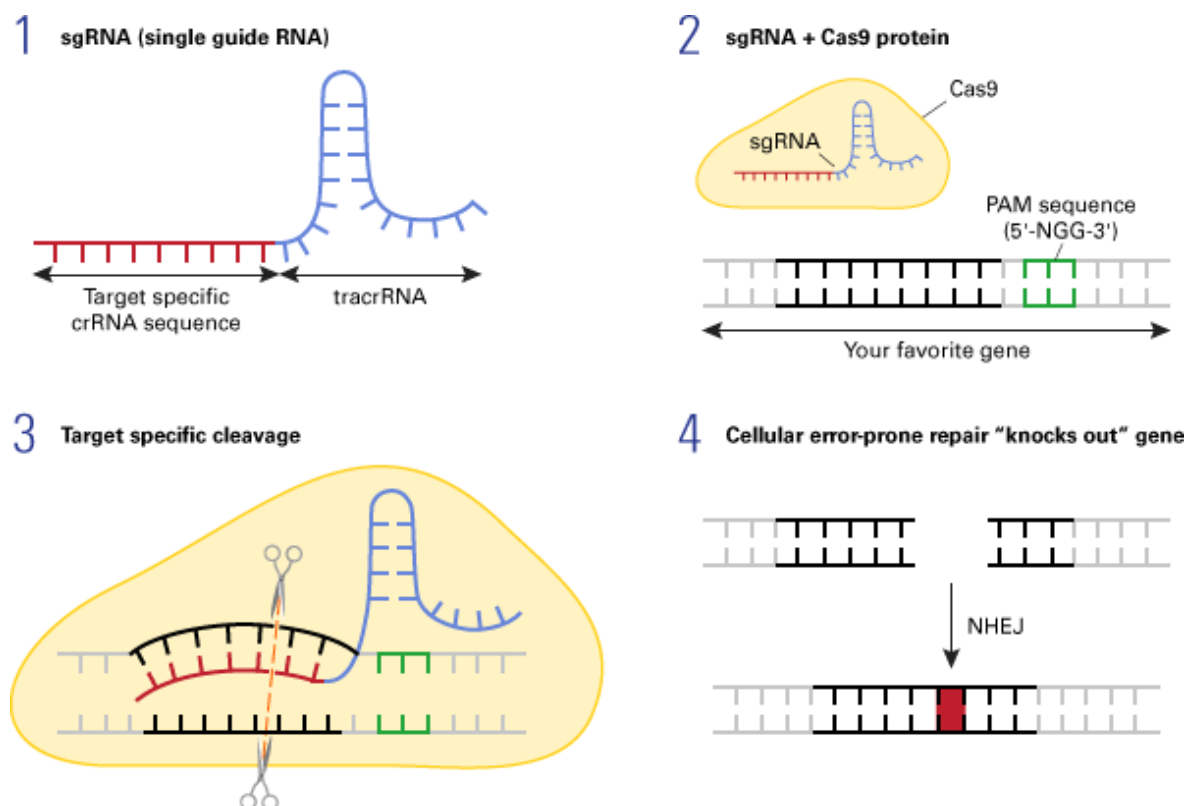 1 sgRNA (single guide RNA)
Target specific
crRNA sequence
tracrRNA
2 sgRNA + Cas9 protein
Cas9
sgRNA
PAM sequence
(5'-NGG-3')
Your favorite gene
3 Target specific cleavage
4 Cellular error-prone repair “knocks out” gene
NHEJ